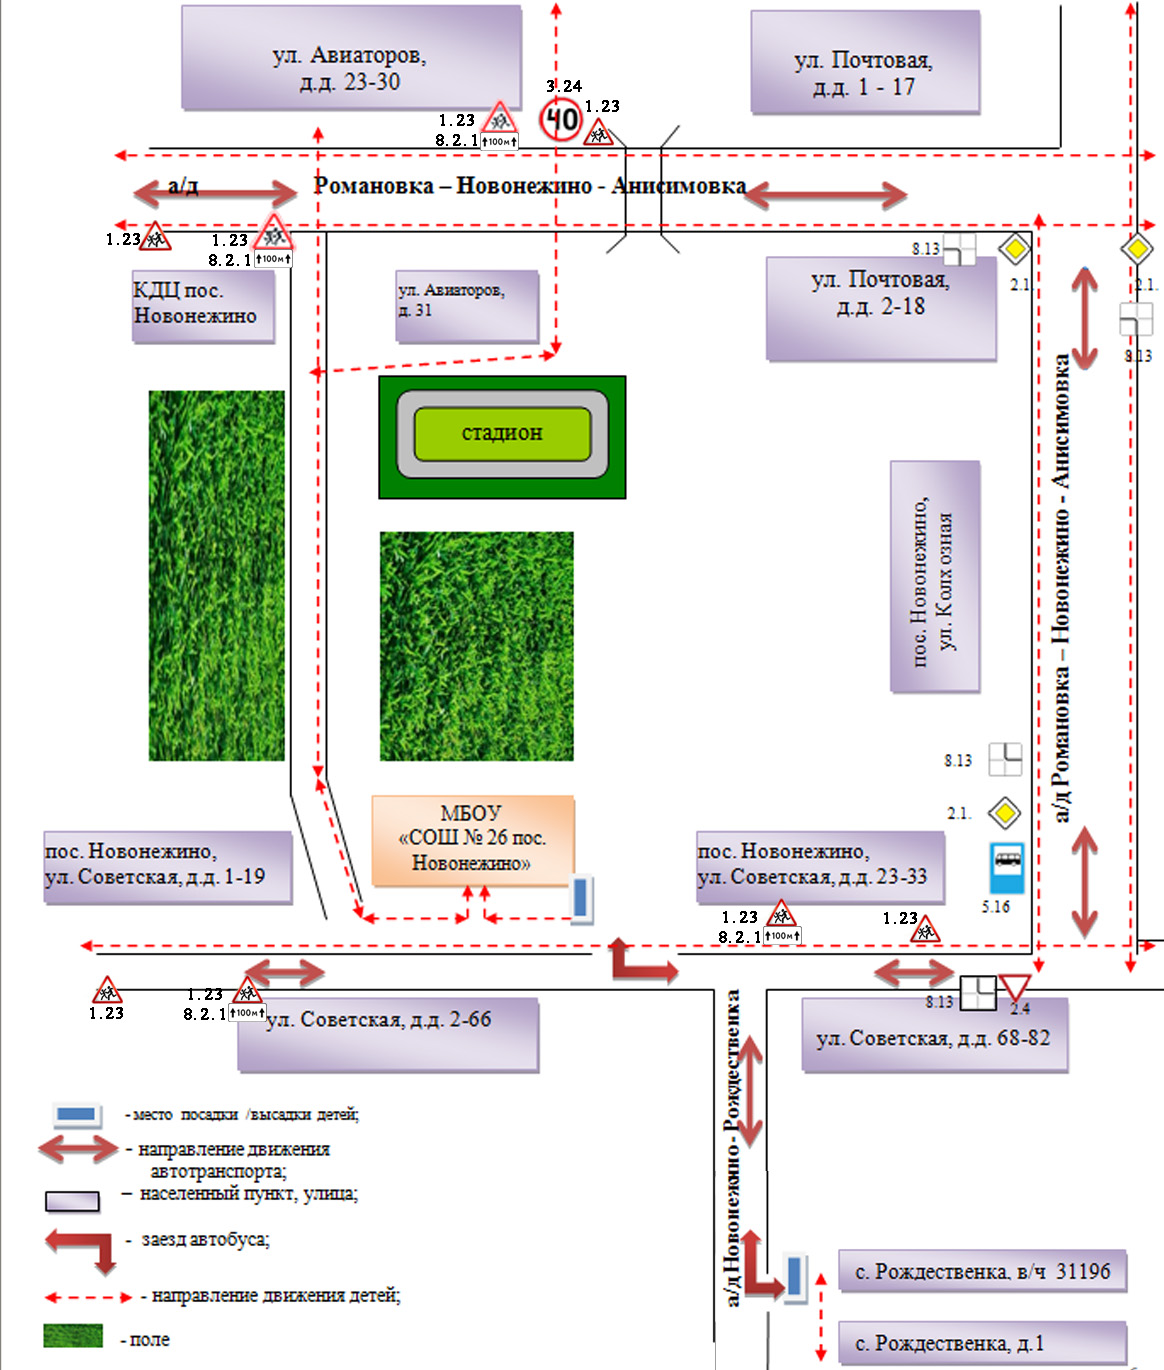 ул. Авиаторов,
д.д. 23-30
ул. Почтовая,
д.д. 1 - 17
3.24
40
1.23
1.23
8.2.1
100м
а/д Романовка – Новонежино - Анисимовка
1.23
1.23
8.2.1
100м
8.13
2.1.
2.1.
8.13
КДЦ пос.
Новонежино
ул. Авиаторов,
д. 31
ул. Почтовая,
д.д. 2-18
стадион
пос. Новонежино,
ул. Колхозная
а/д Романовка – Новонежино - Анисимовка
8.13
2.1.
5.16
МБОУ
«СОШ № 26 пос.
Новонежино»
пос. Новонежино,
ул. Советская, д.д. 1-19
пос. Новонежино,
ул. Советская, д.д. 23-33
1.23
8.2.1
100м
1.23
1.23
1.23
8.2.1
100м
8.13
2.4
ул. Советская, д.д. 2-66
ул. Советская, д.д. 68-82
а/д Новонежино- Рождественка
- место посадки /высадки детей;
- направление движения
автотранспорта;
– населенный пункт, улица;
- заезд автобуса;
- направление движения детей;
- поле
с. Рождественка, в/ч 31196
с. Рождественка, д.1